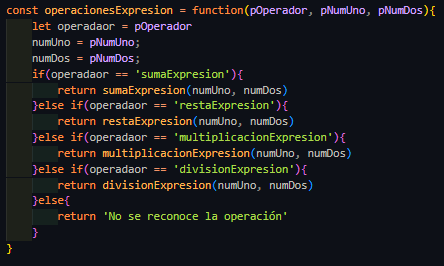 const operacionesExpresion = function(pOperador, pNumUno, pNumDos){
    let operadaor = pOperador
    numUno = pNumUno;
    numDos = pNumDos;
    if(operadaor == 'sumaExpresion'){
        return sumaExpresion(numUno, numDos)
    }else if(operadaor == 'restaExpresion'){
        return restaExpresion(numUno, numDos)
    }else if(operadaor == 'multiplicacionExpresion'){
        return multiplicacionExpresion(numUno, numDos)
    }else if(operadaor == 'divisionExpresion'){
        return divisionExpresion(numUno, numDos)
    }else{
        return 'No se reconoce la operación'
    }
}